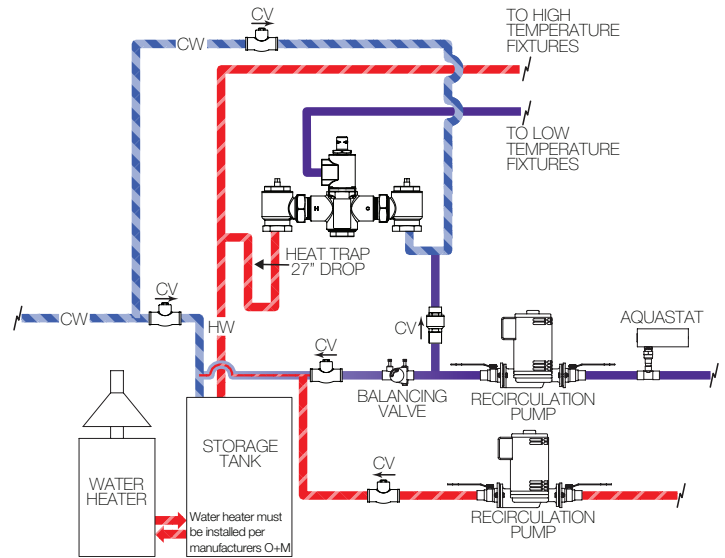 CV
TO HIGH
TEMPERATURE
FIXTURES
CW
TO LOW
TEMPERATURE
FIXTURES
H
C
HEAT TRAP
27" DROP
CV
CW
HW
CV
CV
AQUASTAT
BALANCING
VALVE
RECIRCULATION
PUMP
STORAGE
TANK
WATER
HEATER
CV
Water heater must
be installed per
manufacturers O+M
RECIRCULATION
PUMP